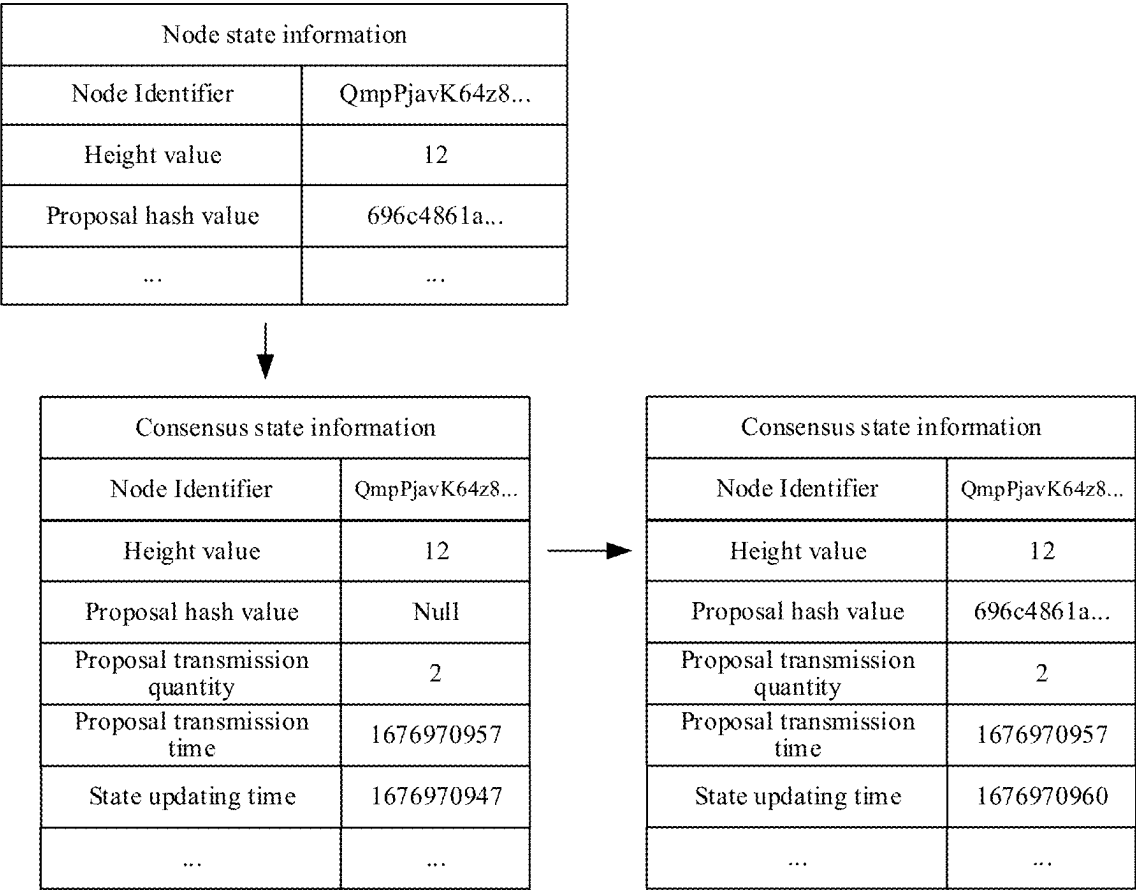 Node state information
Node Identifier QmpPjavK64z8...
Height value 12
Proposal hash value 696c4861a...
... ...
Consensus state information
Node Identifier QmpPjavK64z8...
Height value 12
Proposal hash value Null
Proposal transmission
quantity 2
Proposal transmission
time 1676970957
State updating time 1676970947
... ...
Consensus state information
Node Identifier QmpPjavK64z8...
Height value 12
Proposal hash value 696c4861a...
Proposal transmission
quantity 2
Proposal transmission
time 1676970957
State updating time 1676970960
... ...